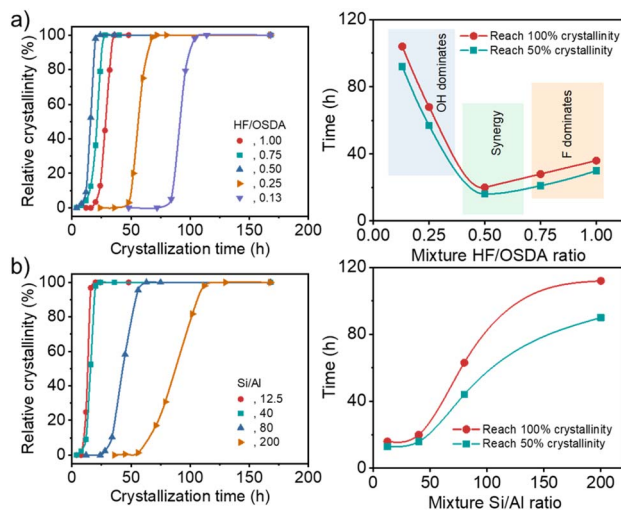 a)
Relative crystallinity (%)
100
80
60
40
20
0
HF/OSDA
, 1.00
, 0.75
, 0.50
, 0.25
, 0.13
0 50 100 150 200
Crystallization time (h)
Time (h)
120
80
40
0
OH dominates
Synergy
F dominates
Reach 100% crystallinity
Reach 50% crystallinity
0.00 0.25 0.50 0.75 1.00
Mixture HF/OSDA ratio
b)
Relative crystallinity (%)
100
80
60
40
20
0
Si/Al
, 12.5
, 40
, 80
, 200
0 50 100 150 200
Crystallization time (h)
Time (h)
120
80
40
0
Reach 100% crystallinity
Reach 50% crystallinity
0 50 100 150 200
Mixture Si/Al ratio